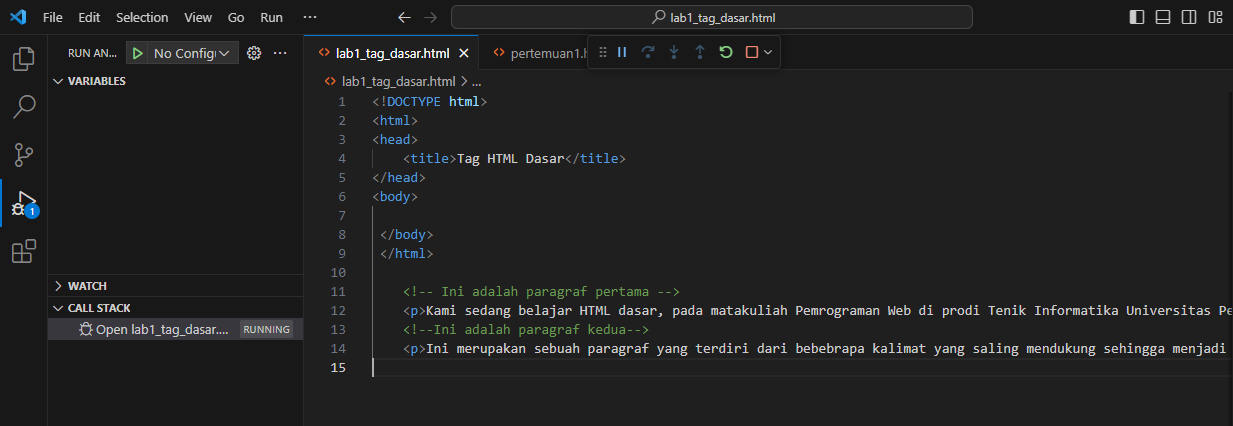 File Edit Selection View Go Run ···
lab1_tag_dasar.html
RUN AN... No Config ···
lab1_tag_dasar.html pertemuan1.h
VARIABLES
lab1_tag_dasar.html > ...
1 <!DOCTYPE html>
2 <html>
3 <head>
4 <title>Tag HTML Dasar</title>
5 </head>
6 <body>
7
8 </body>
9 </html>
10
11 <!-- Ini adalah paragraf pertama -->
12 <p>Kami sedang belajar HTML dasar, pada matakuliah Pemrograman Web di prodi Tenik Informatika Universitas Pe
13 <!--Ini adalah paragraf kedua-->
14 <p>Ini merupakan sebuah paragraf yang terdiri dari bebebrapa kalimat yang saling mendukung sehingga menjadi
15
1
WATCH
CALL STACK
Open lab1_tag_dasar.... RUNNING